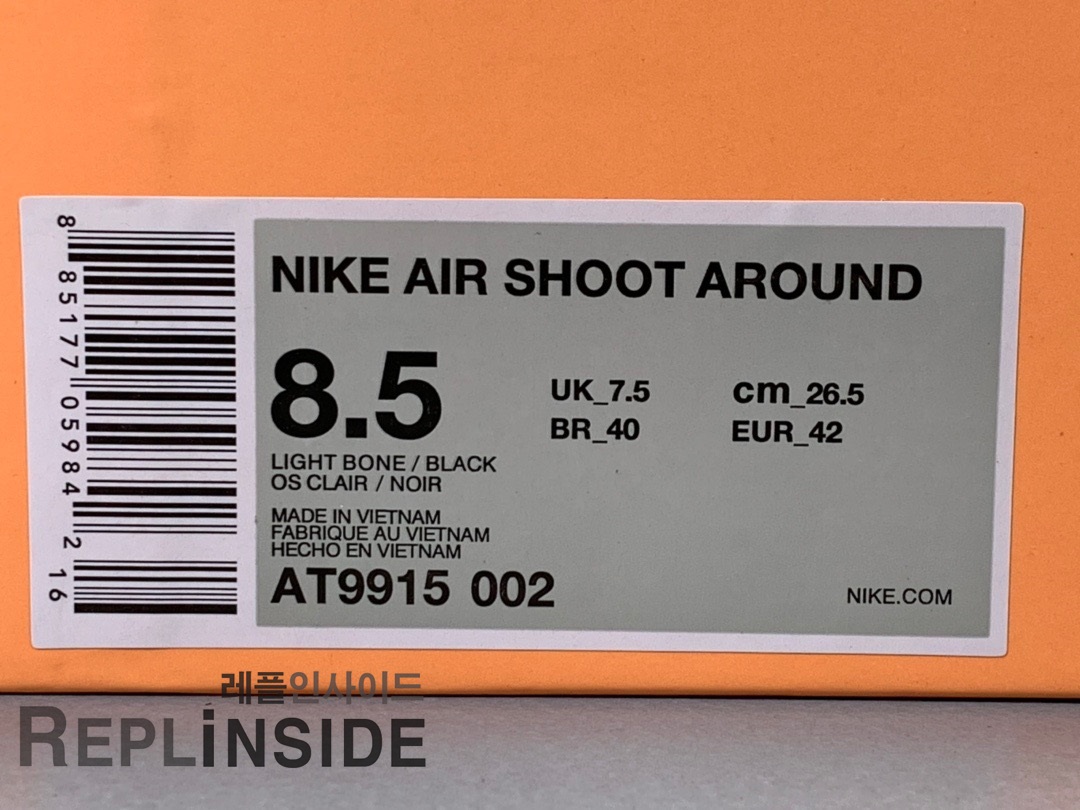 8 85177 05984 2 16
NIKE AIR SHOOT AROUND
8.5
UK_7.5 cm_26.5
BR_40 EUR_42
LIGHT BONE / BLACK
OS CLAIR / NOIR
MADE IN VIETNAM
FABRIQUE AU VIETNAM
HECHO EN VIETNAM
AT9915 002
NIKE.COM
레플인사이드
REPLiNSIDE